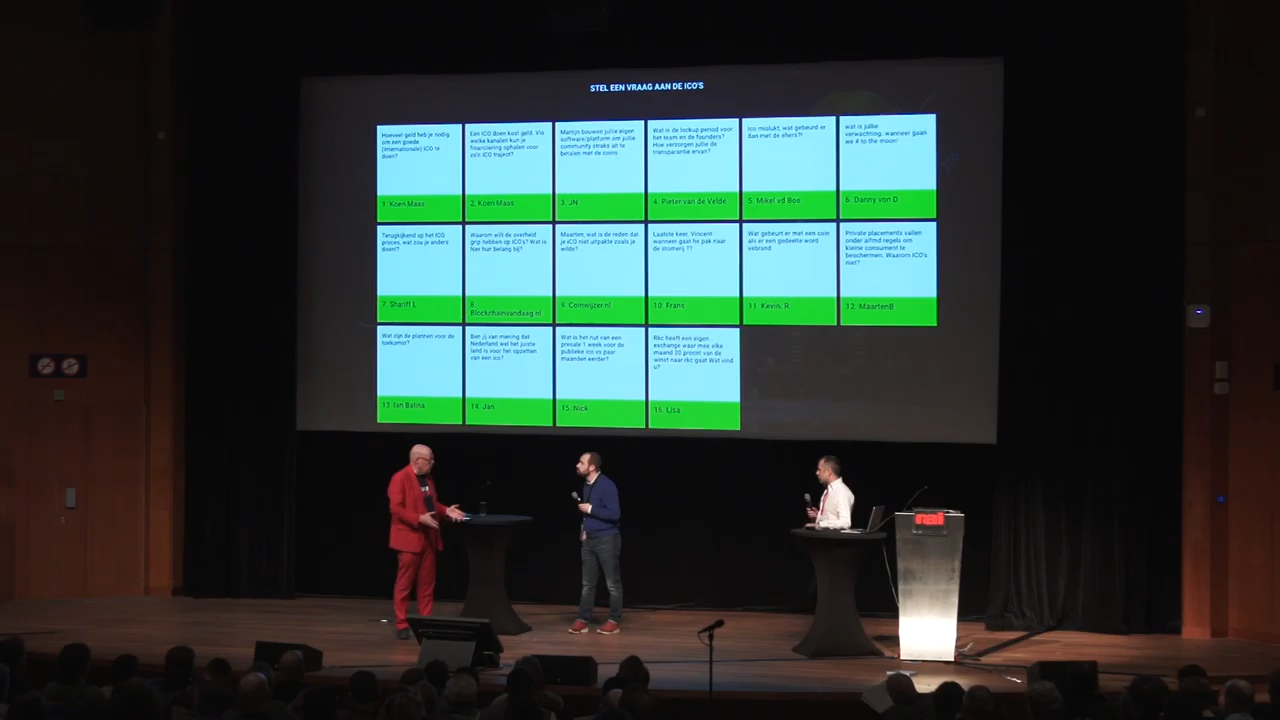 STEL EEN VRAAG AAN DE ICO'S
Hoeveel geld heb je nodig
om een goede
(internationale) ICO te
doen?
1. Koen Maas
Een ICO doen kost geld. Via
welke kanalen kun je
financiering ophalen voor
zo'n ICO traject?
2. Koen Maas
Martijn bouwen jullie eigen
software/platform om jullie
community straks uit te
betalen met de coins
3. JN
Wat is de lockup period voor
het team en de founders?
Hoe verzorgen jullie de
transparantie ervan?
4. Pieter van de Velde
Ico mislukt, wat gebeurd er
dan met de ethers?!
5. Mikel vd Bos
wat is jullie
verwachting, wanneer gaan
we # to the moon'
6. Danny von D
Terugkijkend op het ICO
proces, wat zou je anders
doen!?
7. Shariff L
Waarom wilt de overheid
grip hebben op ICO's? Wat is
hier hun belang bij?
8.
Blockchainvandaag.nl
Maarten, wat is de reden dat
je ICO niet uitpakte zoals je
wilde?
9. Coinwijzer.nl
Laatste keer. Vincent
wanneer gaat he pak naar
de stomerij ??
10. Frans
Wat gebeurt er met een coin
als er een gedeelte word
verbrand
11. Kevin. R
Private placements vallen
onder aifmd regels om
kleine consument te
beschermen. Waarom ICO's
niet?
12. MaartenB
Wat zijn de plannen voor de
toekomst?
13. Ian Balina
Ben jij van mening dat
Nederland wel het juiste
land is voor het opzetten
van een ico?
14. Jan
Wat is het nut van een
presale 1 week voor de
publieke ico vs paar
maanden eerder?
15. Nick
Rkc heeft een eigen
exchange waar mee elke
maand 20 procnt van de
winst naar rkc gaat Wat vind
u?
16. Lisa
rai